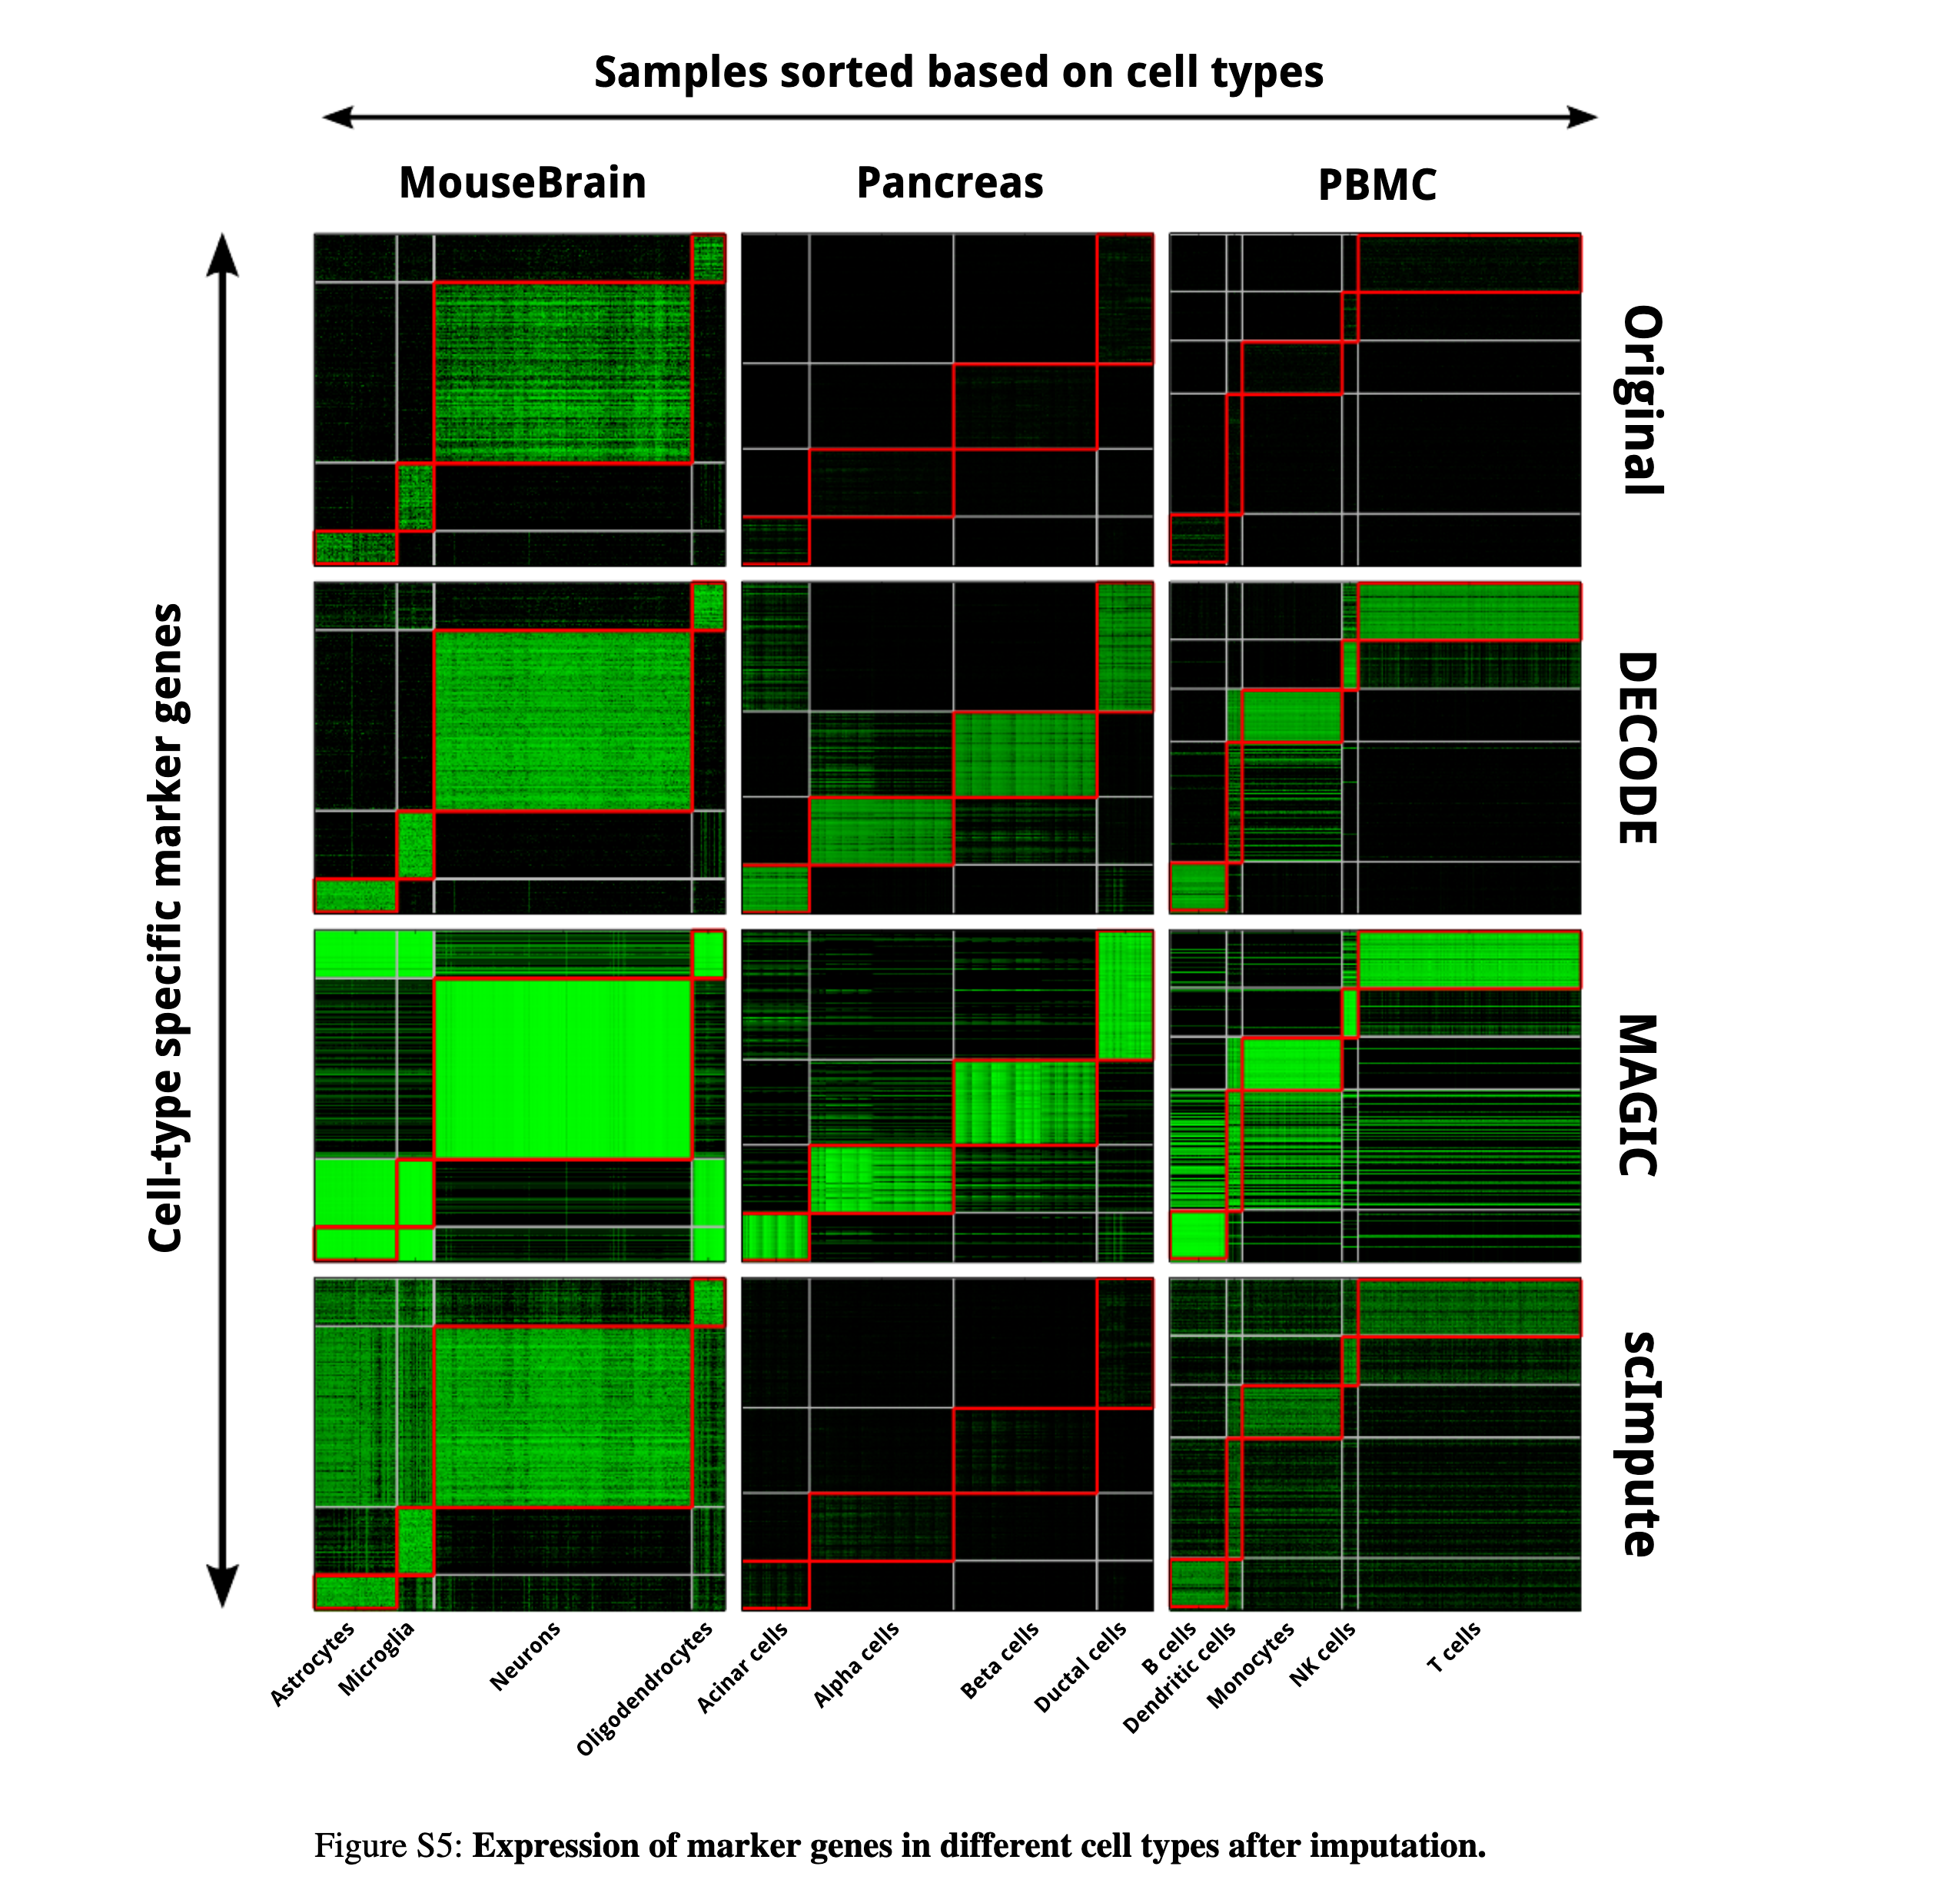 Samples sorted based on cell types
MouseBrain
Pancreas
PBMC
Cell-type specific marker genes
Original
DECODE
MAGIC
scImpute
Astrocytes
Microglia
Neurons
Oligodendrocytes
Acinar cells
Alpha cells
Beta cells
Ductal cells
B cells
Dendritic cells
Monocytes
NK cells
T cells
Figure S5: Expression of marker genes in different cell types after imputation.